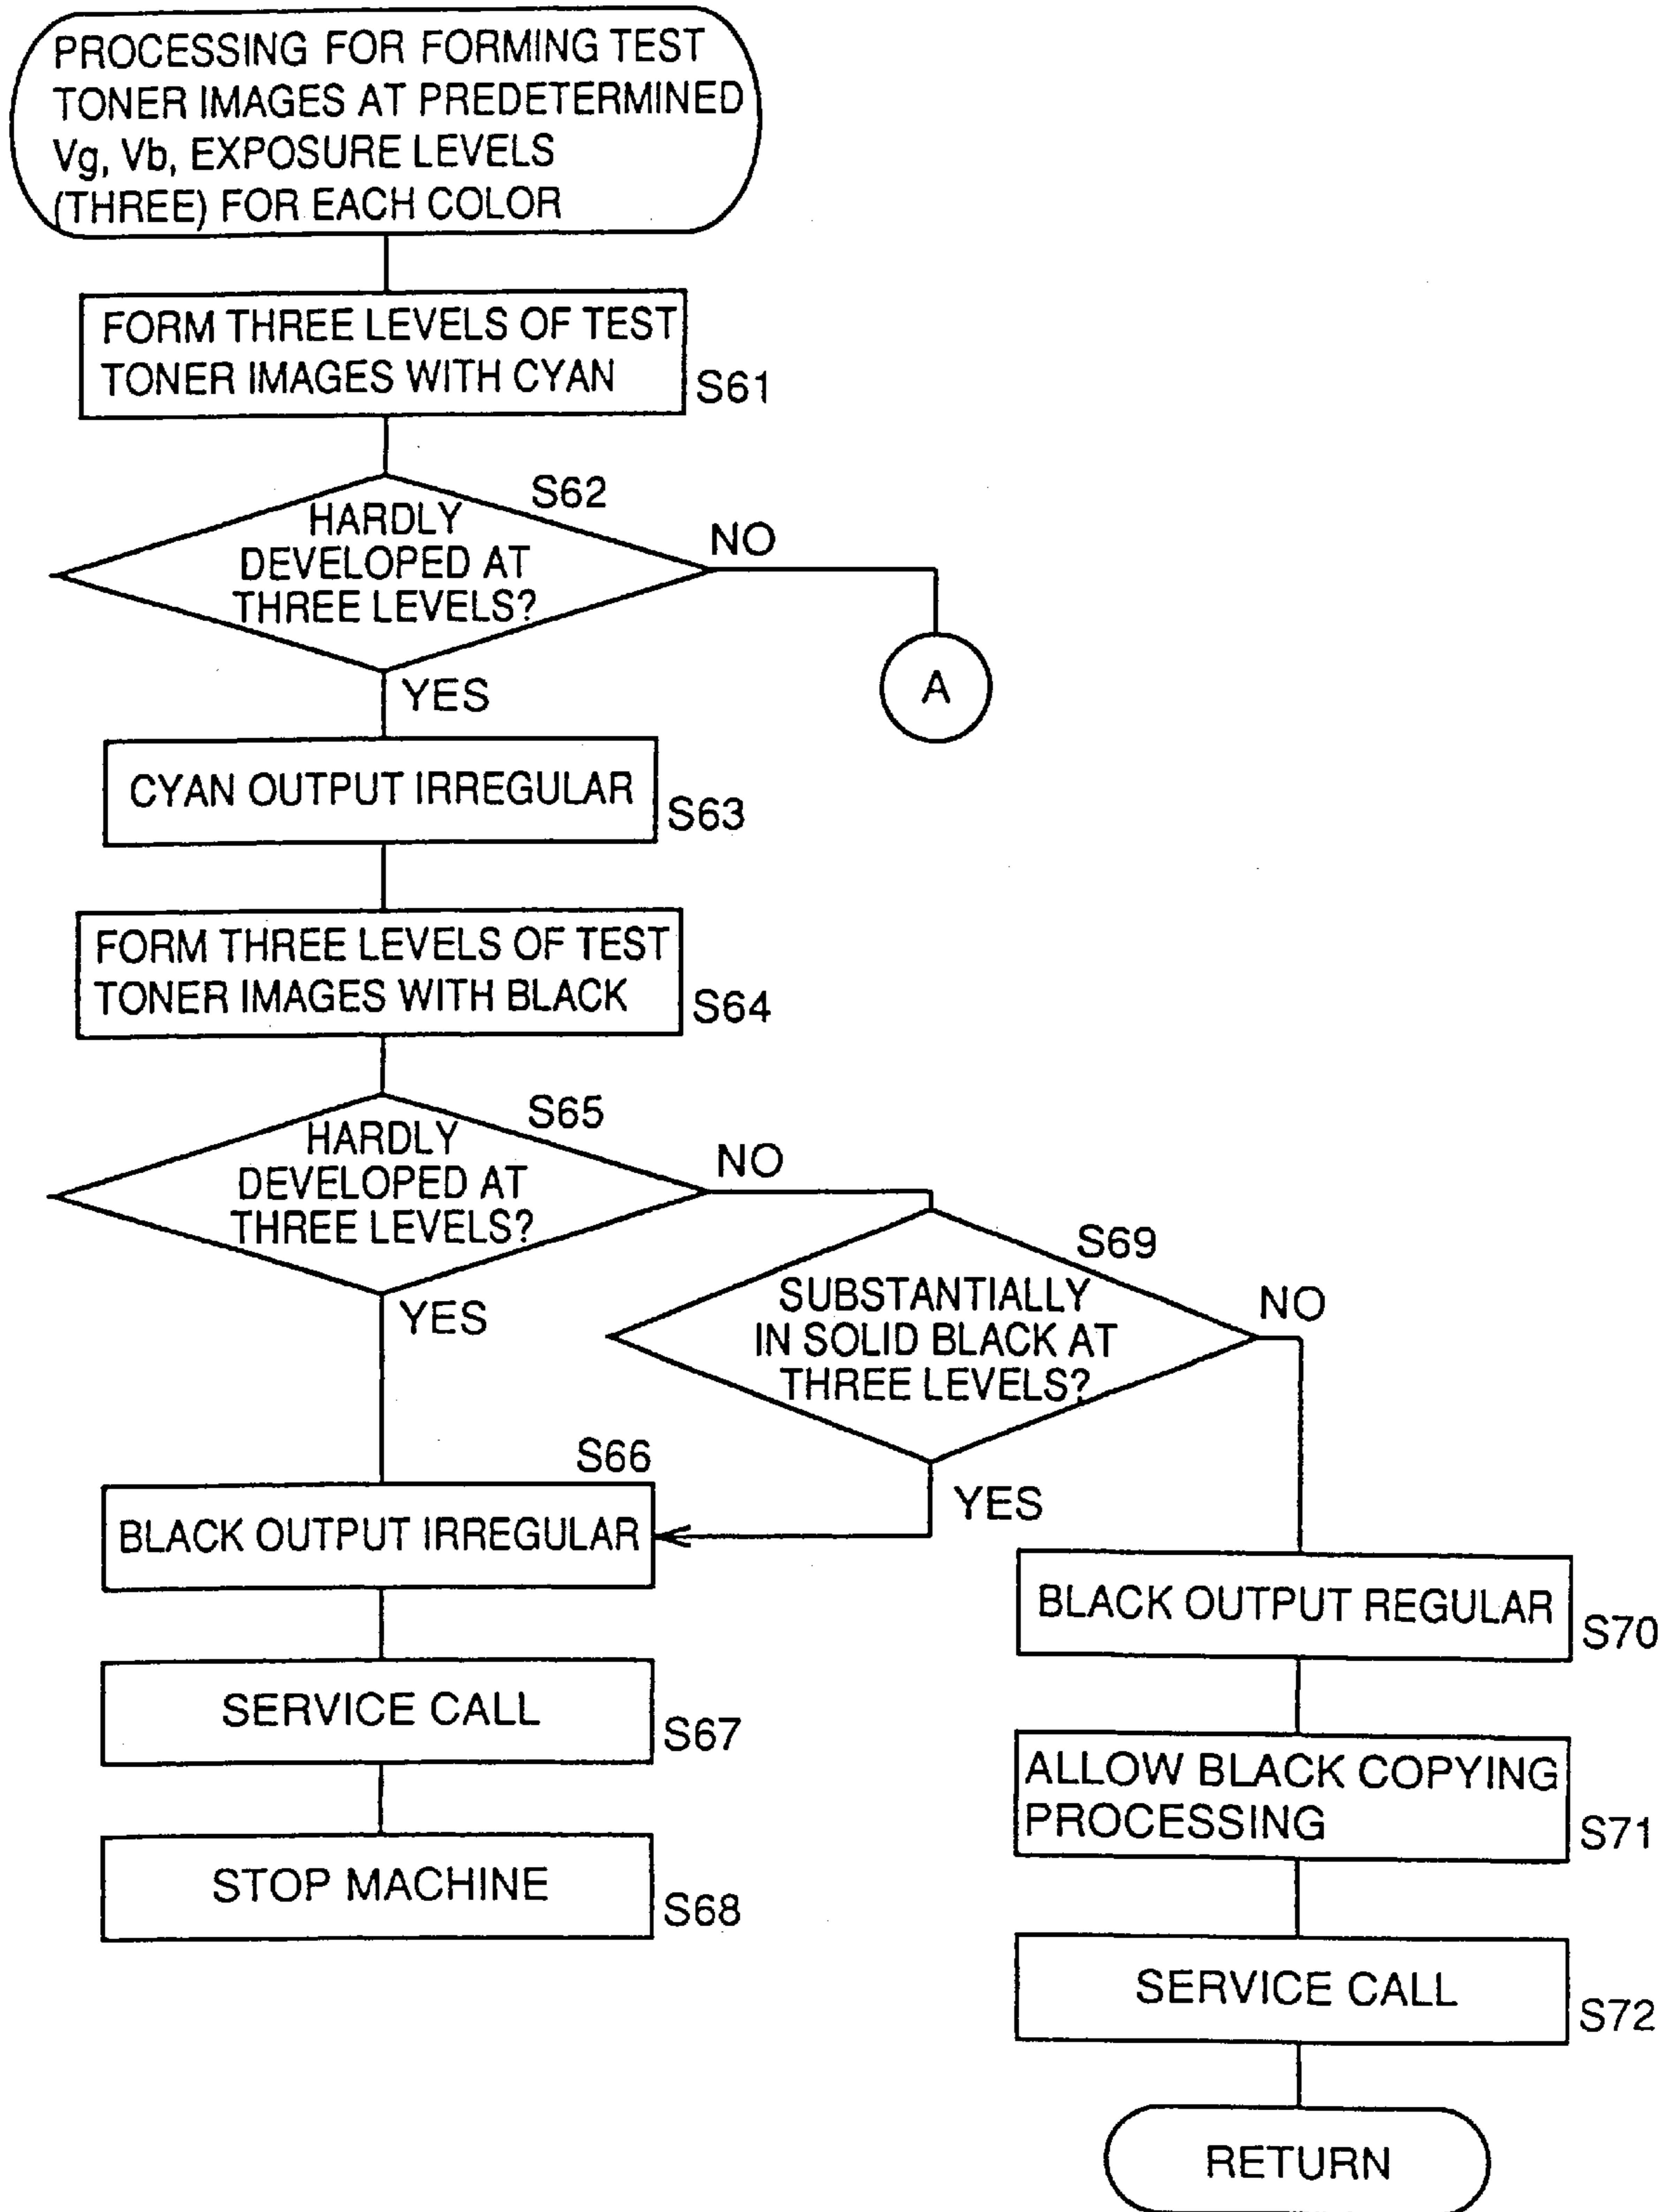 PROCESSING FOR FORMING TEST
TONER IMAGES AT PREDETERMINED
Vg, Vb, EXPOSURE LEVELS
(THREE) FOR EACH COLOR
FORM THREE LEVELS OF TEST
TONER IMAGES WITH CYAN
S61
S62
HARDLY
DEVELOPED AT
THREE LEVELS?
NO
A
YES
CYAN OUTPUT IRREGULAR
S63
FORM THREE LEVELS OF TEST
TONER IMAGES WITH BLACK
S64
S65
HARDLY
DEVELOPED AT
THREE LEVELS?
NO
YES
S69
SUBSTANTIALLY
IN SOLID BLACK AT
THREE LEVELS?
NO
YES
S66
BLACK OUTPUT IRREGULAR
BLACK OUTPUT REGULAR
S70
SERVICE CALL
S67
ALLOW BLACK COPYING
PROCESSING
S71
STOP MACHINE
S68
SERVICE CALL
S72
RETURN